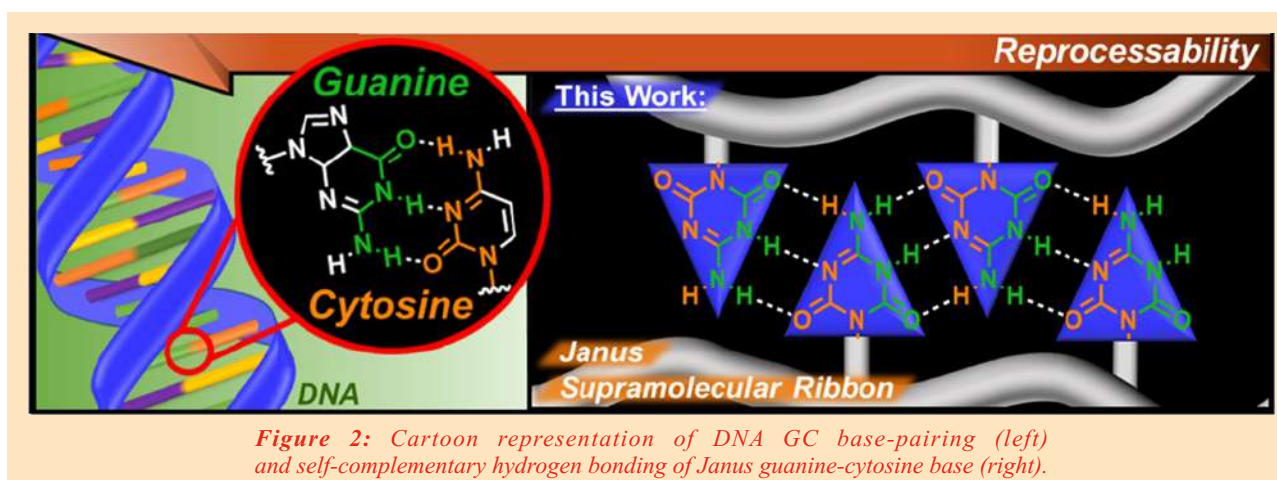 Reprocessability
Guanine
This Work:
O H H
N N N
N N H N
N
H N H O N
Cytosine
DNA
O N O H N H O N O H N H
N N H N N H N N H N N H
H N H O N O H N H O N O
Janus
Supramolecular Ribbon
Figure 2: Cartoon representation of DNA GC base-pairing (left)
and self-complementary hydrogen bonding of Janus guanine-cytosine base (right).